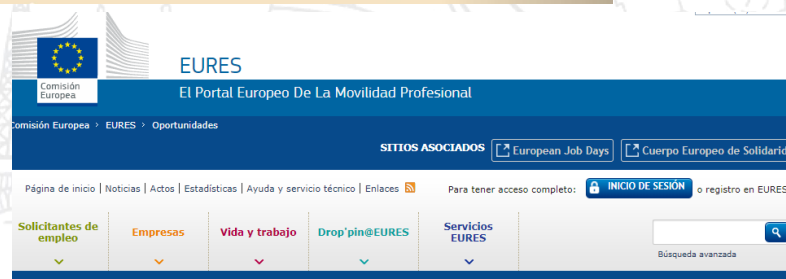 EURES
Comisión
Europea
El Portal Europeo De La Movilidad Profesional
Comisión Europea > EURES > Oportunidades
SITIOS ASOCIADOS European Job Days Cuerpo Europeo de Solidarid
Página de inicio | Noticias | Actos | Estadísticas | Ayuda y servicio técnico | Enlaces Para tener acceso completo: INICIO DE SESIÓN o registro en EURES
Solicitantes de
empleo
Empresas
Vida y trabajo
Drop'pin@EURES
Servicios
EURES
Búsqueda avanzada